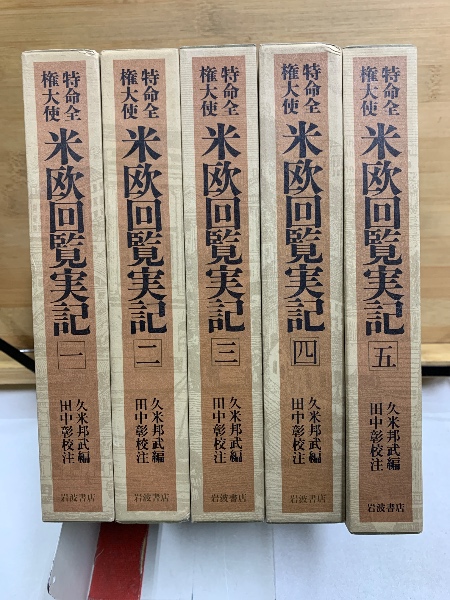 特命全
権大使
米欧回覧実記
一
久米邦武編
田中彰校注
岩波書店
特命全
権大使
米欧回覧実記
二
久米邦武編
田中彰校注
岩波書店
特命全
権大使
米欧回覧実記
三
久米邦武編
田中彰校注
岩波書店
特命全
権大使
米欧回覧実記
四
久米邦武編
田中彰校注
岩波書店
特命全
権大使
米欧回覧実記
五
久米邦武編
田中彰校注
岩波書店